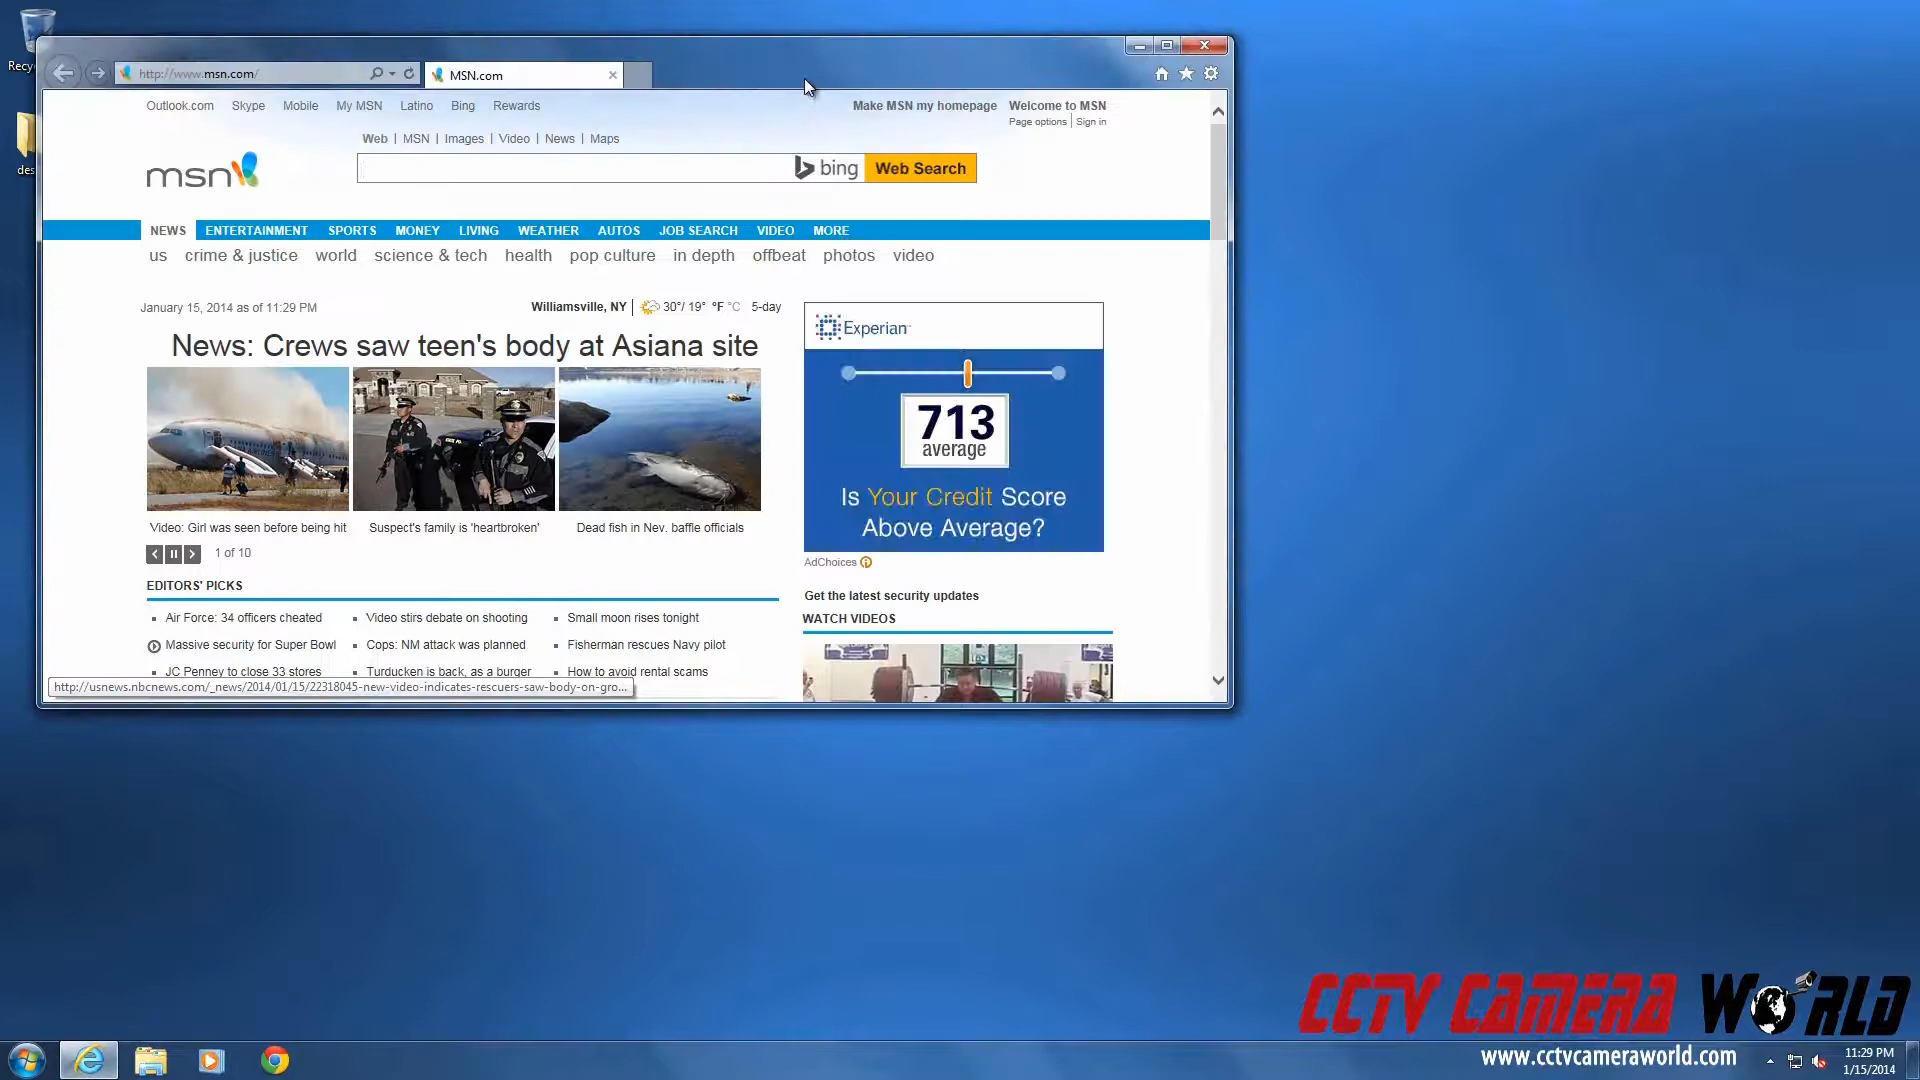 Recy
des
http://www.msn.com/
MSN.com
Outlook.com Skype Mobile My MSN Latino Bing Rewards
Make MSN my homepage Welcome to MSN
Page options Sign in
Web | MSN | Images | Video | News | Maps
msn
bing Web Search
NEWS ENTERTAINMENT SPORTS MONEY LIVING WEATHER AUTOS JOB SEARCH VIDEO MORE
us crime & justice world science & tech health pop culture in depth offbeat photos video
January 15, 2014 as of 11:29 PM
Williamsville, NY | 30°/ 19° °F °C 5-day
News: Crews saw teen's body at Asiana site
Video: Girl was seen before being hit
Suspect's family is 'heartbroken'
Dead fish in Nev. baffle officials
1 of 10
Experian
713
average
Is Your Credit Score
Above Average?
AdChoices
EDITORS' PICKS
Air Force: 34 officers cheated
Massive security for Super Bowl
JC Penney to close 33 stores
Video stirs debate on shooting
Cops: NM attack was planned
Turducken is back, as a burger
Small moon rises tonight
Fisherman rescues Navy pilot
How to avoid rental scams
Get the latest security updates
WATCH VIDEOS
http://usnews.nbcnews.com/_news/2014/01/15/22318045-new-video-indicates-rescuers-saw-body-on-gro...
CCTV CAMERA WORLD
www.cctvcameraworld.com
11:29 PM
1/15/2014